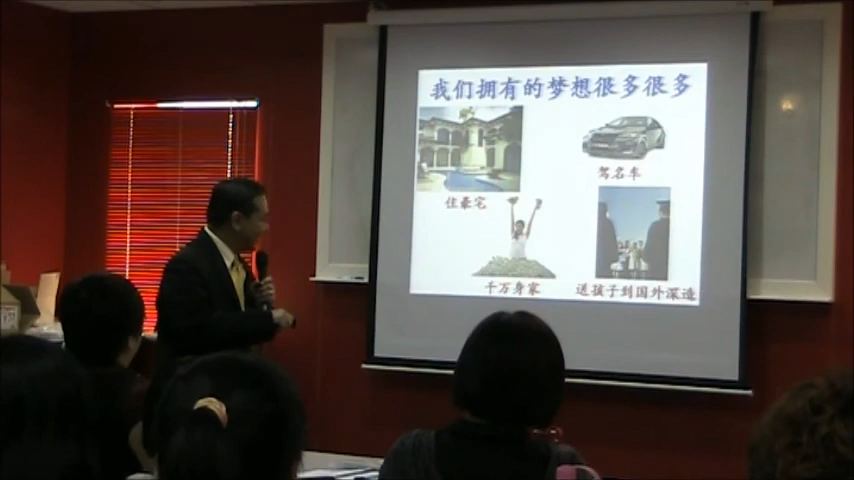 我们拥有的梦想很多很多
驾名车
住豪宅
千万身家
送孩子到国外深造